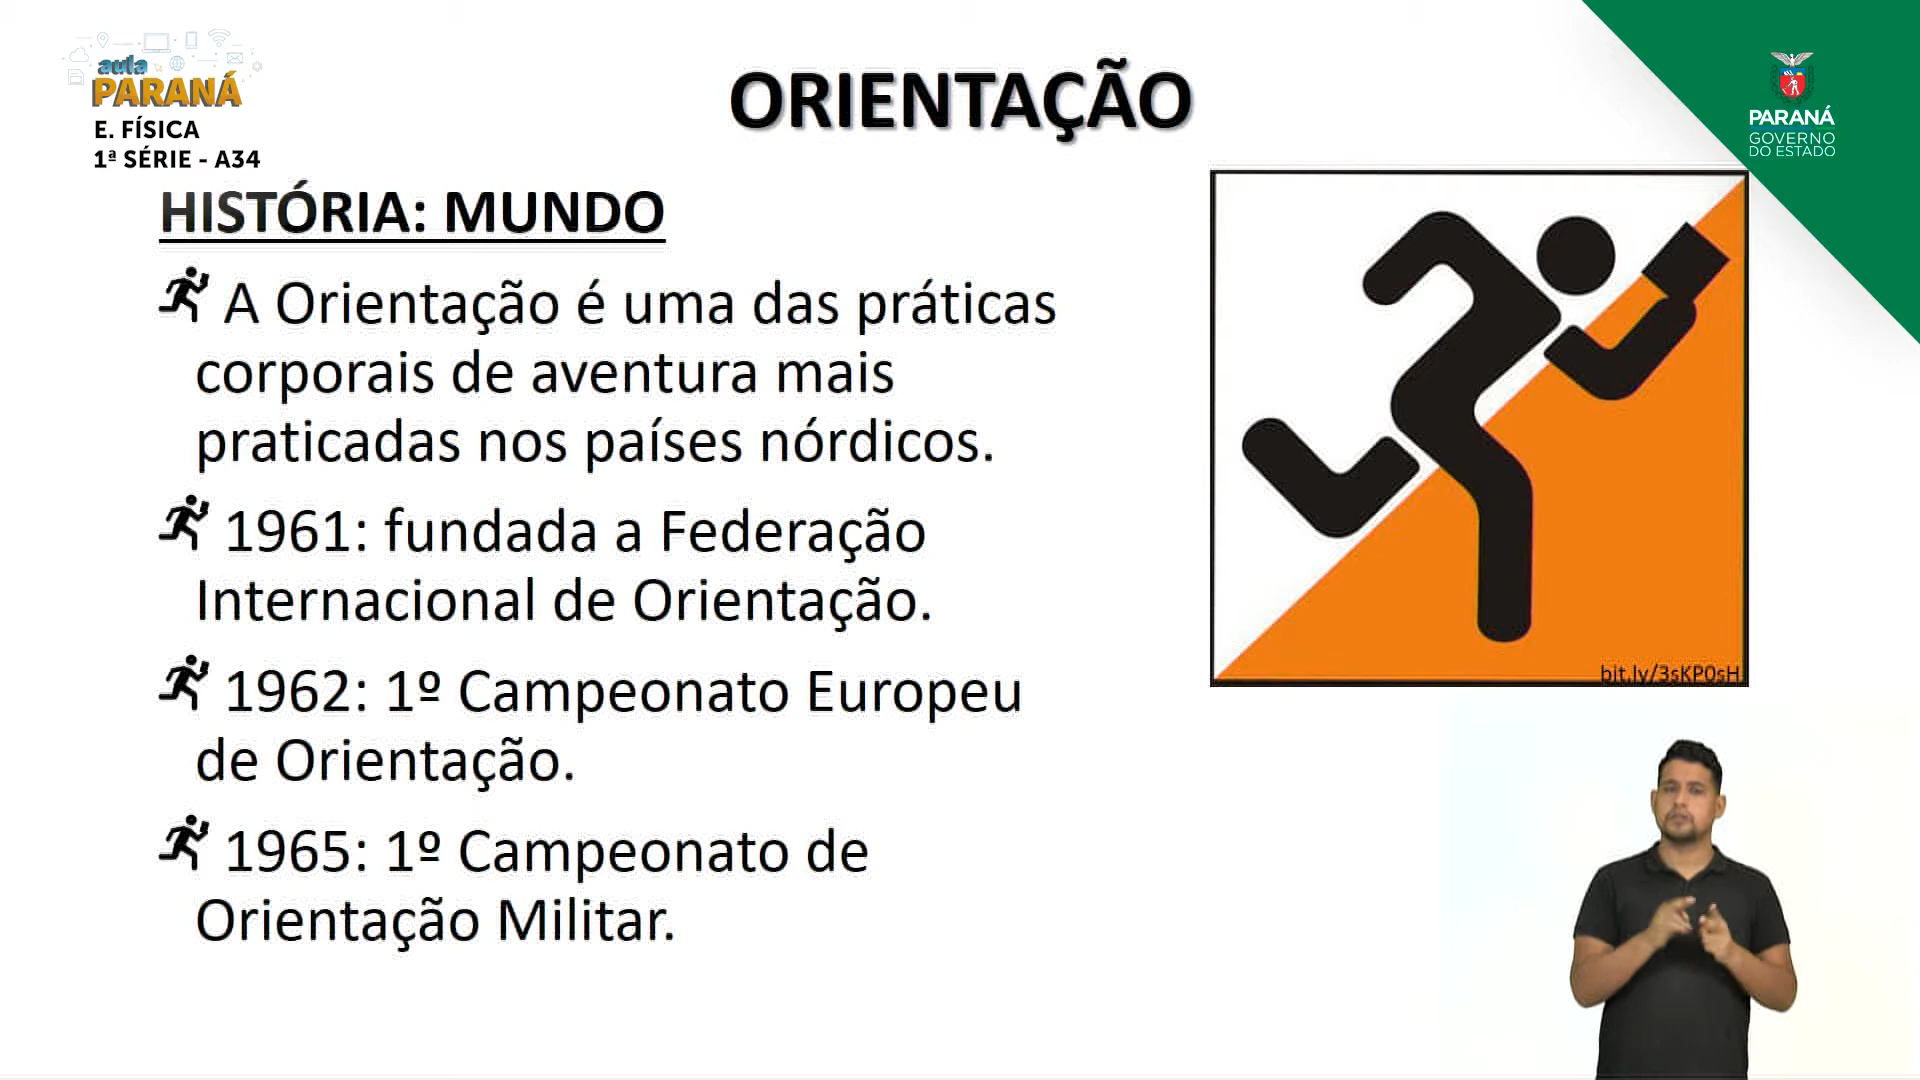 aula
PARANÁ
E. FÍSICA
1ª SÉRIE - A34
ORIENTAÇÃO
PARANÁ
GOVERNO
DO ESTADO
HISTÓRIA: MUNDO
A Orientação é uma das práticas
corporais de aventura mais
praticadas nos países nórdicos.
1961: fundada a Federação
Internacional de Orientação.
1962: 1º Campeonato Europeu
de Orientação.
1965: 1º Campeonato de
Orientação Militar.
bit.ly/3sKP0sH